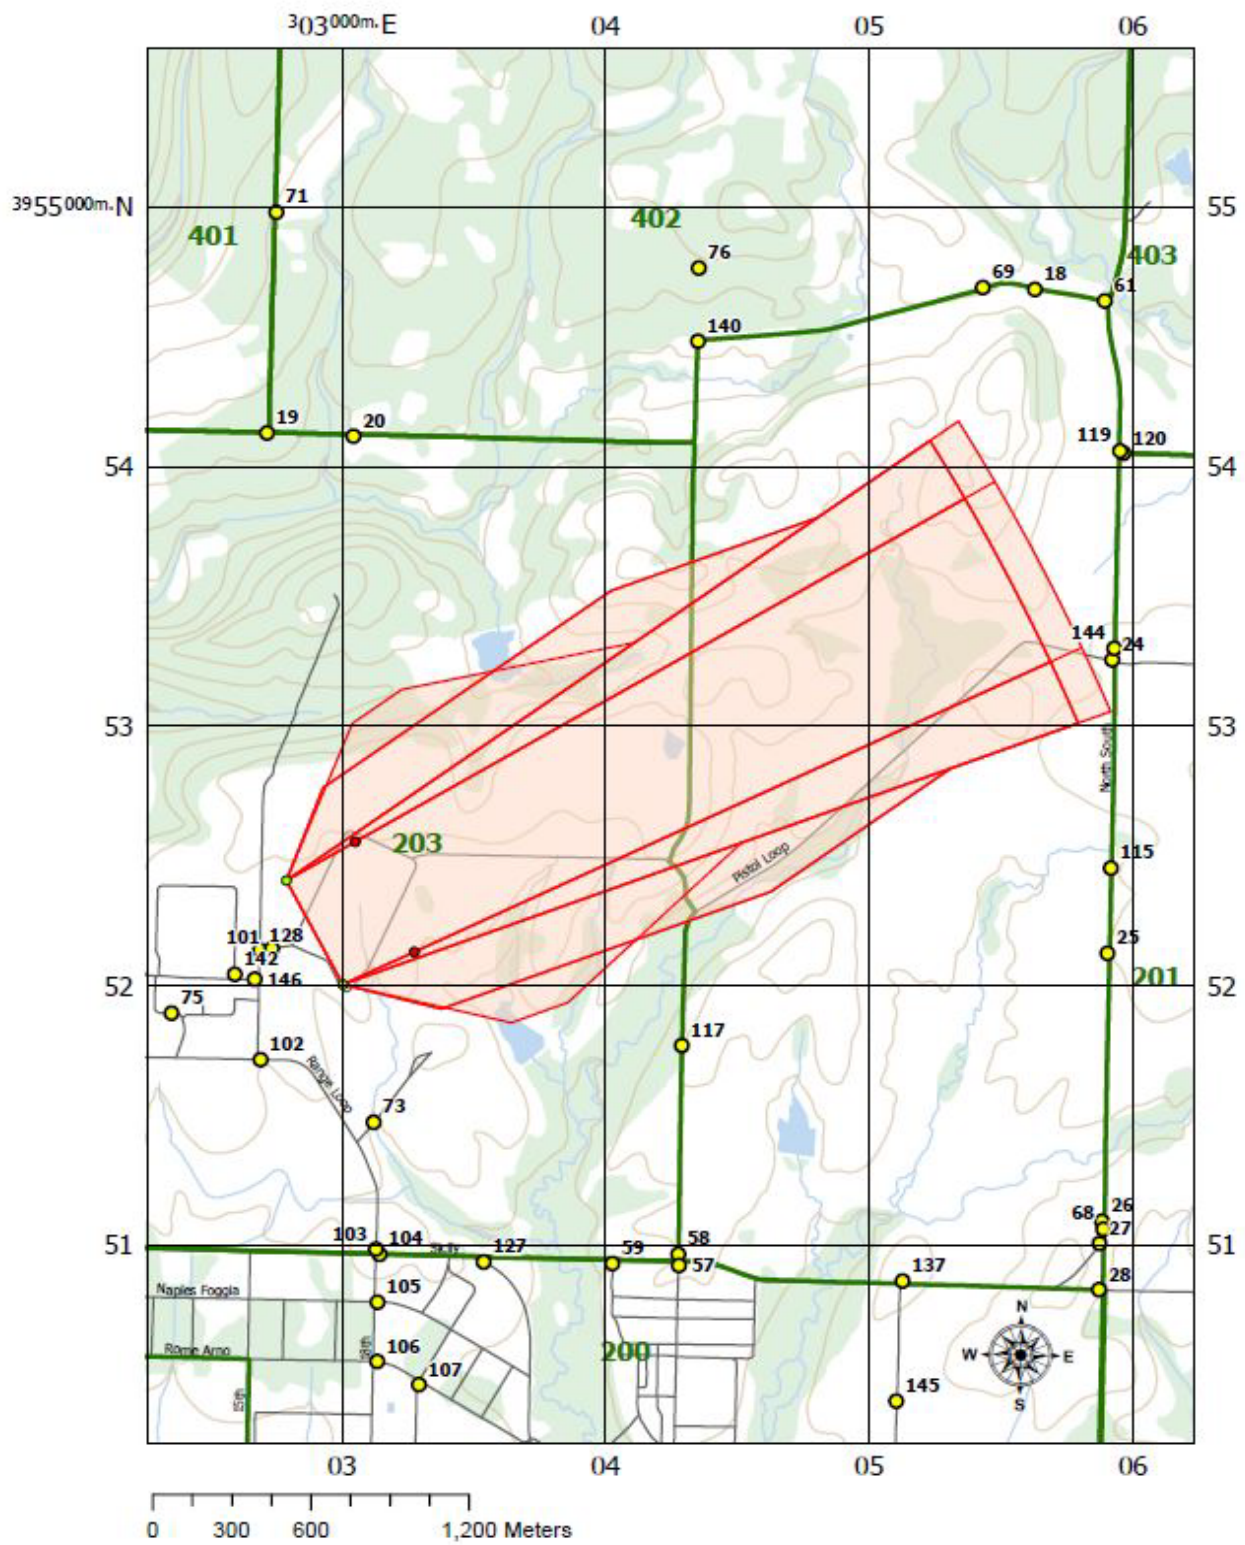 303000m. E 04 05 06
3955000m. N 55
71
401
402
76
403
69 18 61
140
19 20
119 120
54 54
144 24
53 53
North South
203
Pistol Loop
115
101 128
142
146
25
201
52 52
75
117
102
Range Loop
73
26
68 27
103 104 Sicily 127 59 58
51 51
57
137 28
Naples Foggia
105
N
18th
Rome Arno
106
200
W E
107
15th
145
S
03 04 05 06
0 300 600 1,200 Meters